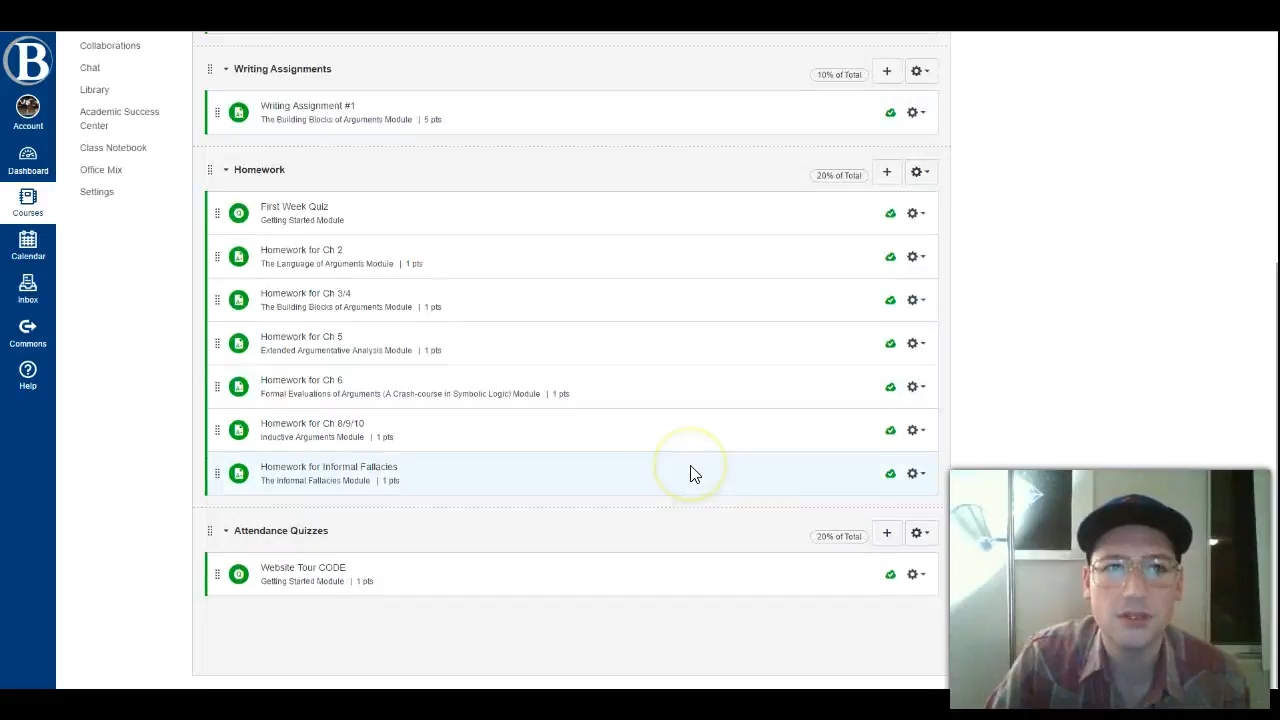 B
Account
Dashboard
Courses
Calendar
Inbox
Commons
Help
Collaborations
Chat
Library
Academic Success
Center
Class Notebook
Office Mix
Settings
Writing Assignments
10% of Total
Writing Assignment #1
The Building Blocks of Arguments Module | 5 pts
Homework
20% of Total
First Week Quiz
Getting Started Module
Homework for Ch 2
The Language of Arguments Module | 1 pts
Homework for Ch 3/4
The Building Blocks of Arguments Module | 1 pts
Homework for Ch 5
Extended Argumentative Analysis Module | 1 pts
Homework for Ch 6
Formal Evaluations of Arguments (A Crash-course in Symbolic Logic) Module | 1 pts
Homework for Ch 8/9/10
Inductive Arguments Module | 1 pts
Homework for Informal Fallacies
The Informal Fallacies Module | 1 pts
Attendance Quizzes
20% of Total
Website Tour CODE
Getting Started Module | 1 pts